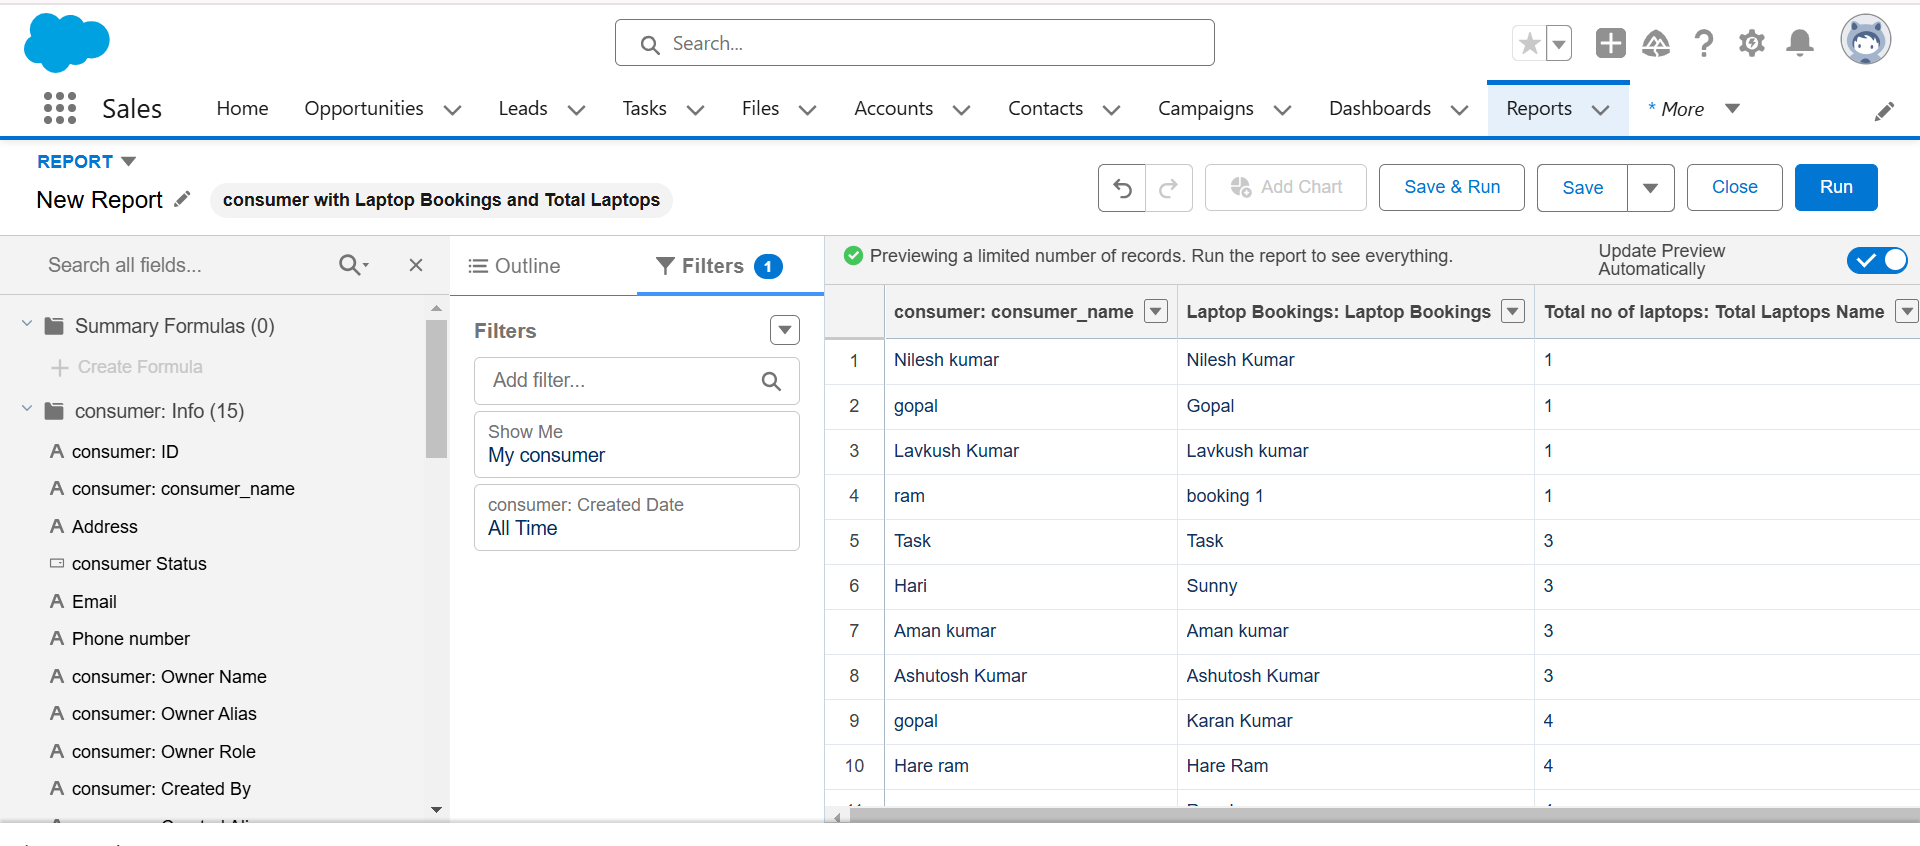 Search...
Sales
Home
Opportunities
Leads
Tasks
Files
Accounts
Contacts
Campaigns
Dashboards
Reports
* More
REPORT
New Report
consumer with Laptop Bookings and Total Laptops
Add Chart
Save & Run
Save
Close
Run
Search all fields...
Summary Formulas (0)
Create Formula
consumer: Info (15)
consumer: ID
consumer: consumer_name
Address
consumer Status
Email
Phone number
consumer: Owner Name
consumer: Owner Alias
consumer: Owner Role
consumer: Created By
Outline
Filters 1
Filters
Add filter...
Show Me
My consumer
consumer: Created Date
All Time
Previewing a limited number of records. Run the report to see everything.
Update Preview
Automatically
consumer: consumer_name Laptop Bookings: Laptop Bookings Total no of laptops: Total Laptops Name
1 Nilesh kumar Nilesh Kumar 1
2 gopal Gopal 1
3 Lavkush Kumar Lavkush kumar 1
4 ram booking 1 1
5 Task Task 3
6 Hari Sunny 3
7 Aman kumar Aman kumar 3
8 Ashutosh Kumar Ashutosh Kumar 3
9 gopal Karan Kumar 4
10 Hare ram Hare Ram 4